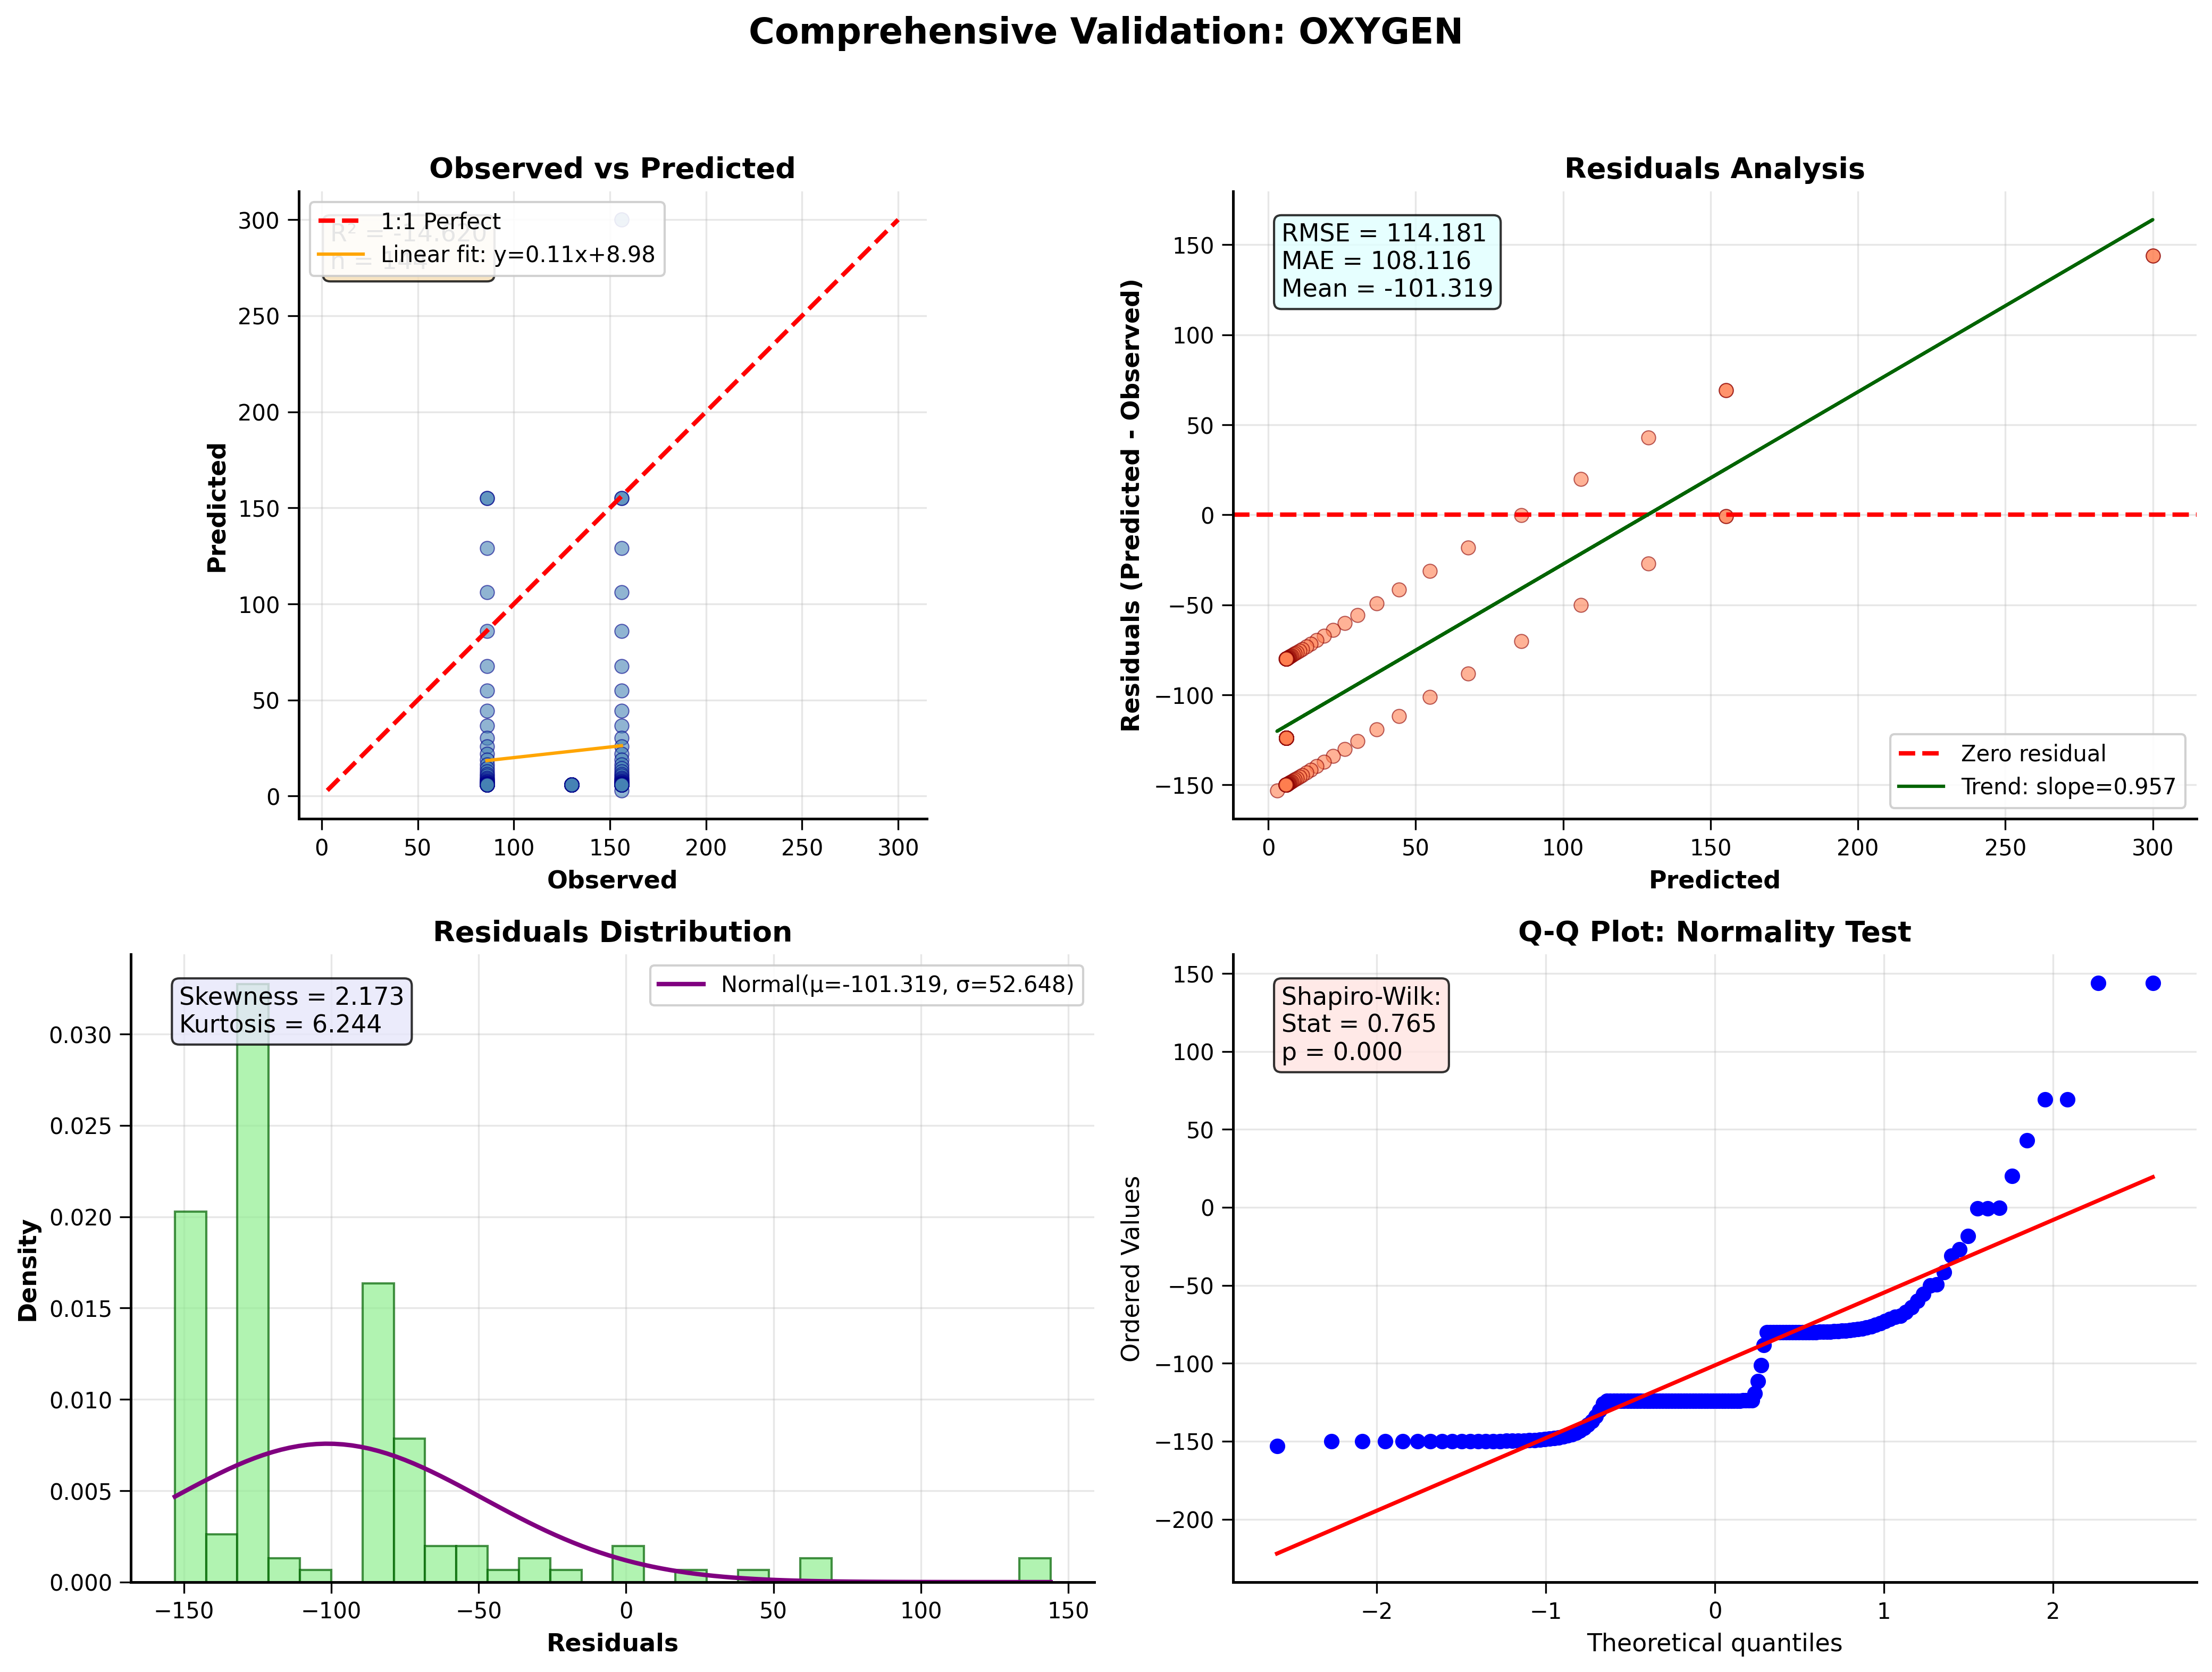 Comprehensive Validation: OXYGEN
Observed vs Predicted
R² = -14.620
1:1 Perfect
Linear fit: y=0.11x+8.98
300
250
200
150
100
50
0
Predicted
0 50 100 150 200 250 300
Observed
Residuals Analysis
RMSE = 114.181
MAE = 108.116
Mean = -101.319
150
100
50
0
−50
−100
−150
Residuals (Predicted - Observed)
Zero residual
Trend: slope=0.957
0 50 100 150 200 250 300
Predicted
Residuals Distribution
Skewness = 2.173
Kurtosis = 6.244
Normal(μ=-101.319, σ=52.648)
0.030
0.025
0.020
0.015
0.010
0.005
0.000
Density
−150 −100 −50 0 50 100 150
Residuals
Q-Q Plot: Normality Test
Shapiro-Wilk:
Stat = 0.765
p = 0.000
150
100
50
0
−50
−100
−150
−200
Ordered Values
−2 −1 0 1 2
Theoretical quantiles